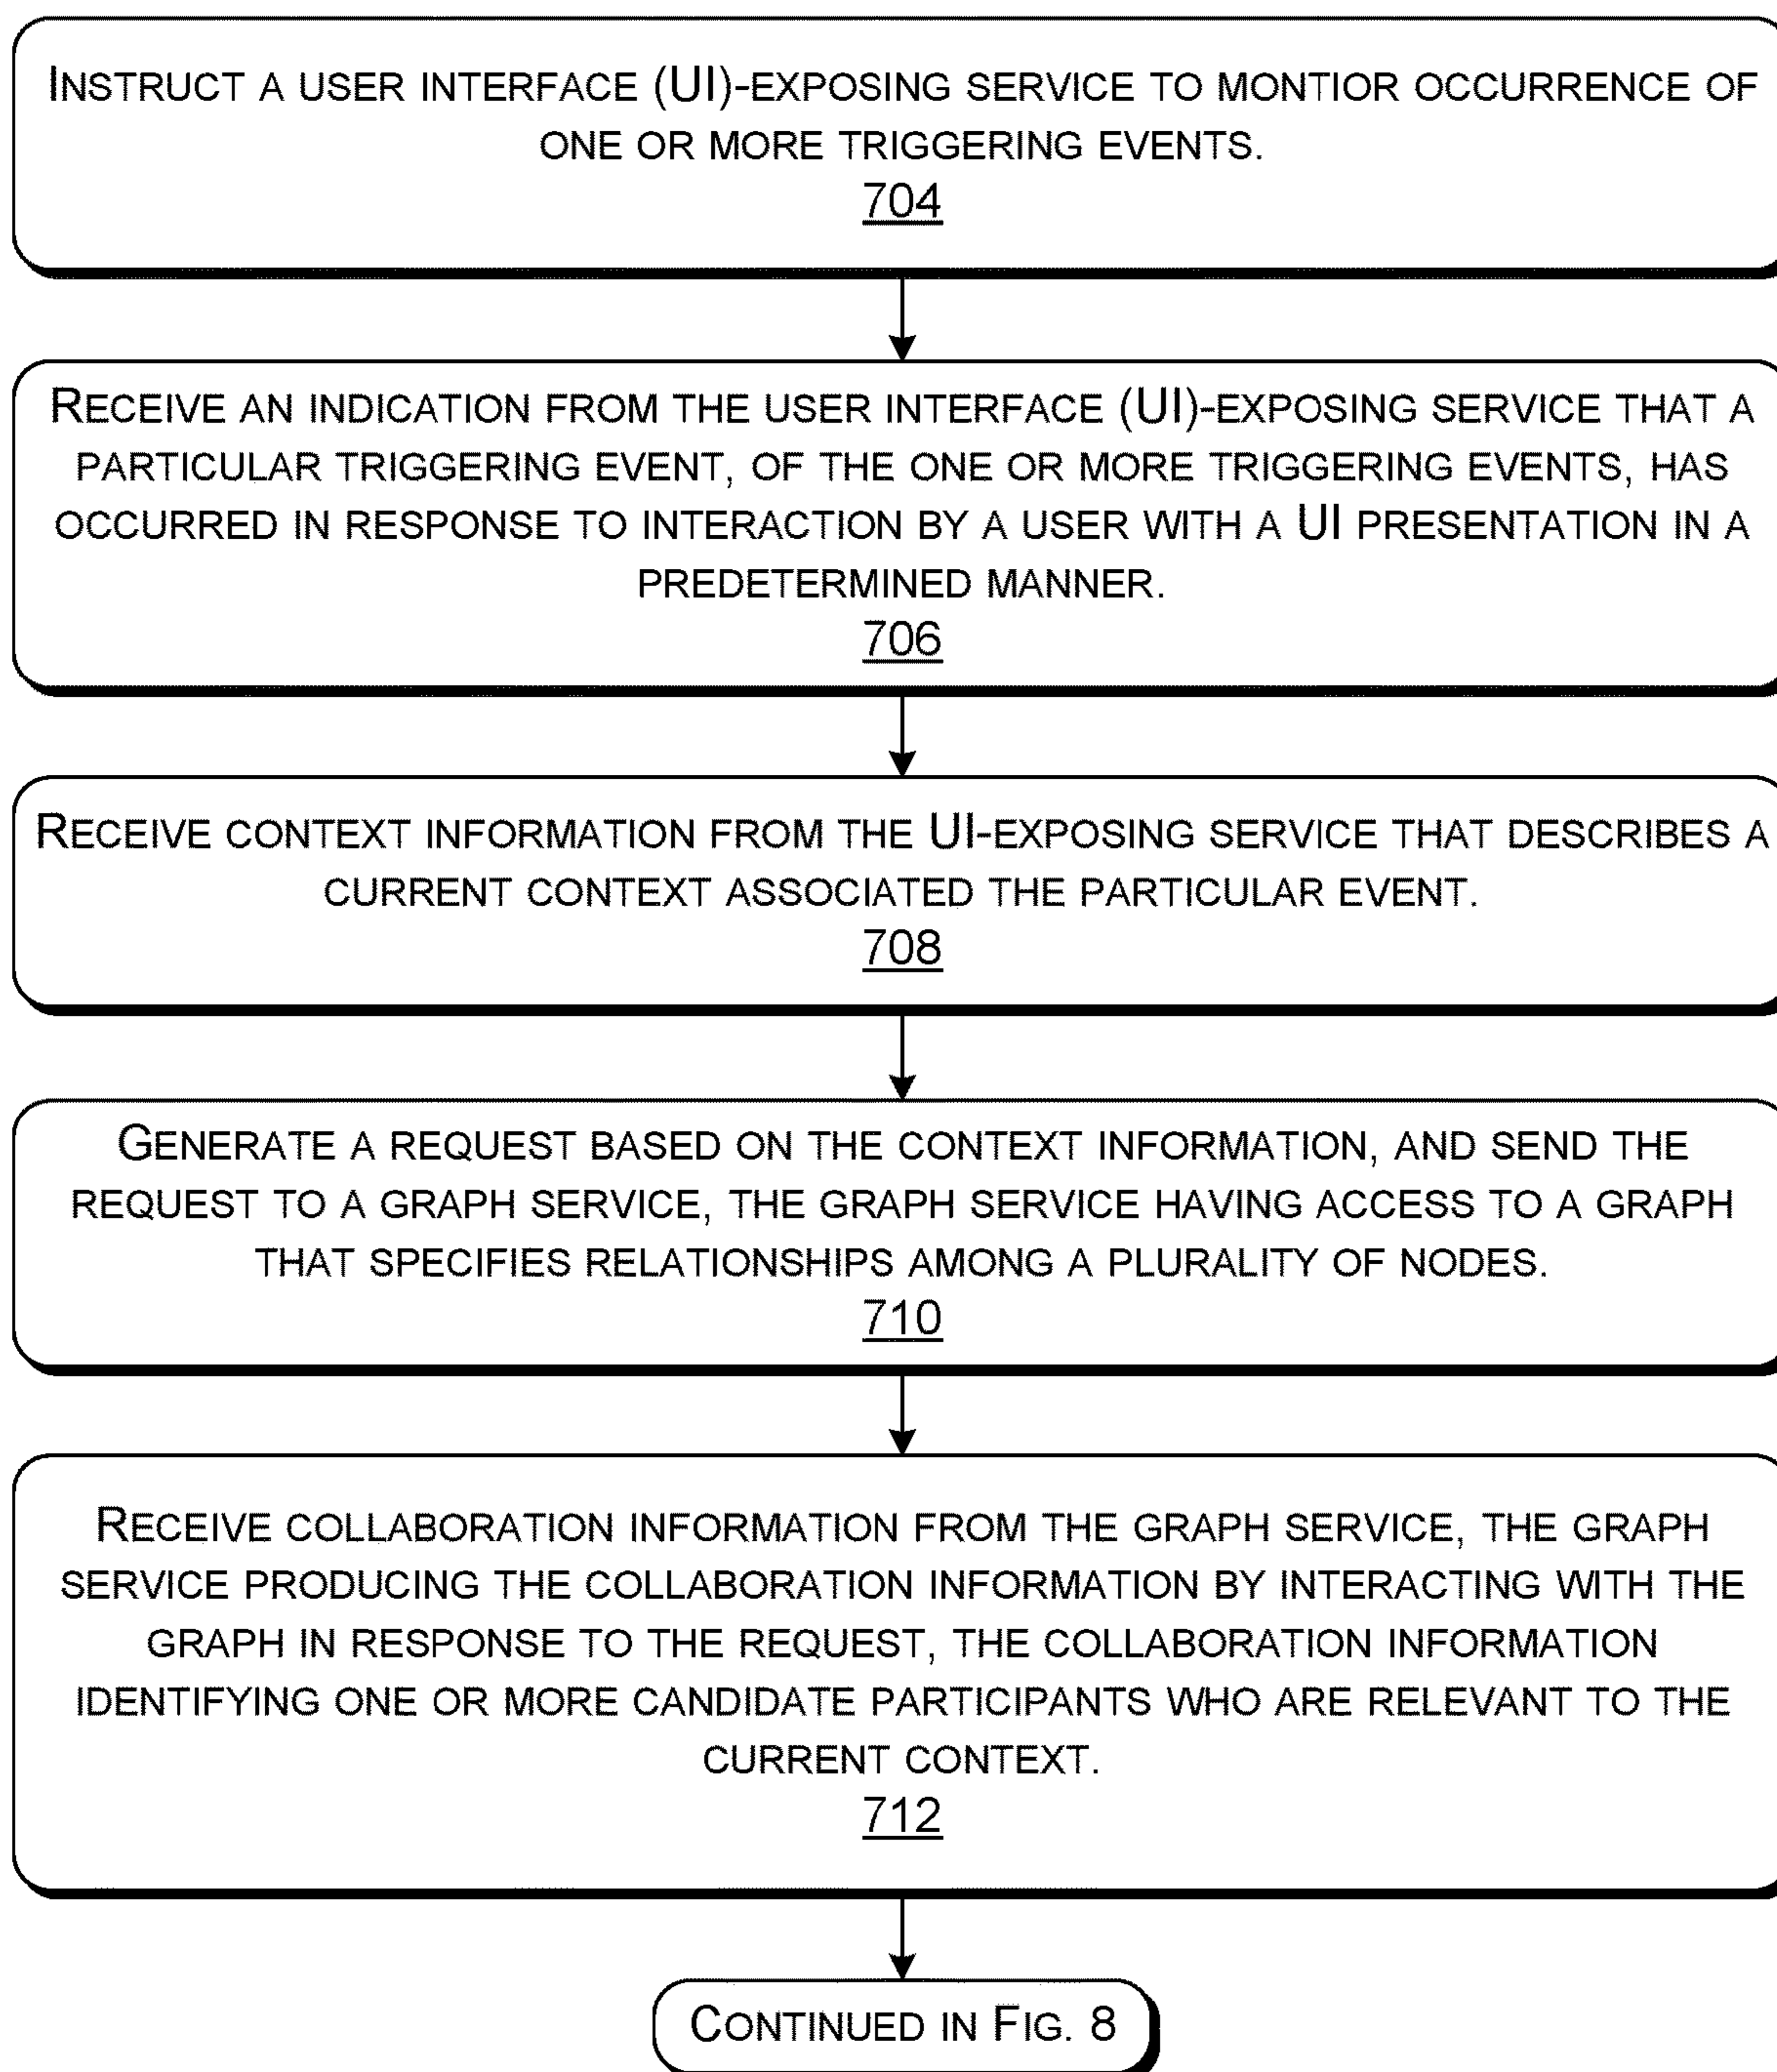 INSTRUCT A USER INTERFACE (UI)-EXPOSING SERVICE TO MONTIOR OCCURRENCE OF
ONE OR MORE TRIGGERING EVENTS.
704
RECEIVE AN INDICATION FROM THE USER INTERFACE (UI)-EXPOSING SERVICE THAT A
PARTICULAR TRIGGERING EVENT, OF THE ONE OR MORE TRIGGERING EVENTS, HAS
OCCURRED IN RESPONSE TO INTERACTION BY A USER WITH A UI PRESENTATION IN A
PREDETERMINED MANNER.
706
RECEIVE CONTEXT INFORMATION FROM THE UI-EXPOSING SERVICE THAT DESCRIBES A
CURRENT CONTEXT ASSOCIATED THE PARTICULAR EVENT.
708
GENERATE A REQUEST BASED ON THE CONTEXT INFORMATION, AND SEND THE
REQUEST TO A GRAPH SERVICE, THE GRAPH SERVICE HAVING ACCESS TO A GRAPH
THAT SPECIFIES RELATIONSHIPS AMONG A PLURALITY OF NODES.
710
RECEIVE COLLABORATION INFORMATION FROM THE GRAPH SERVICE, THE GRAPH
SERVICE PRODUCING THE COLLABORATION INFORMATION BY INTERACTING WITH THE
GRAPH IN RESPONSE TO THE REQUEST, THE COLLABORATION INFORMATION
IDENTIFYING ONE OR MORE CANDIDATE PARTICIPANTS WHO ARE RELEVANT TO THE
CURRENT CONTEXT.
712
CONTINUED IN FIG. 8